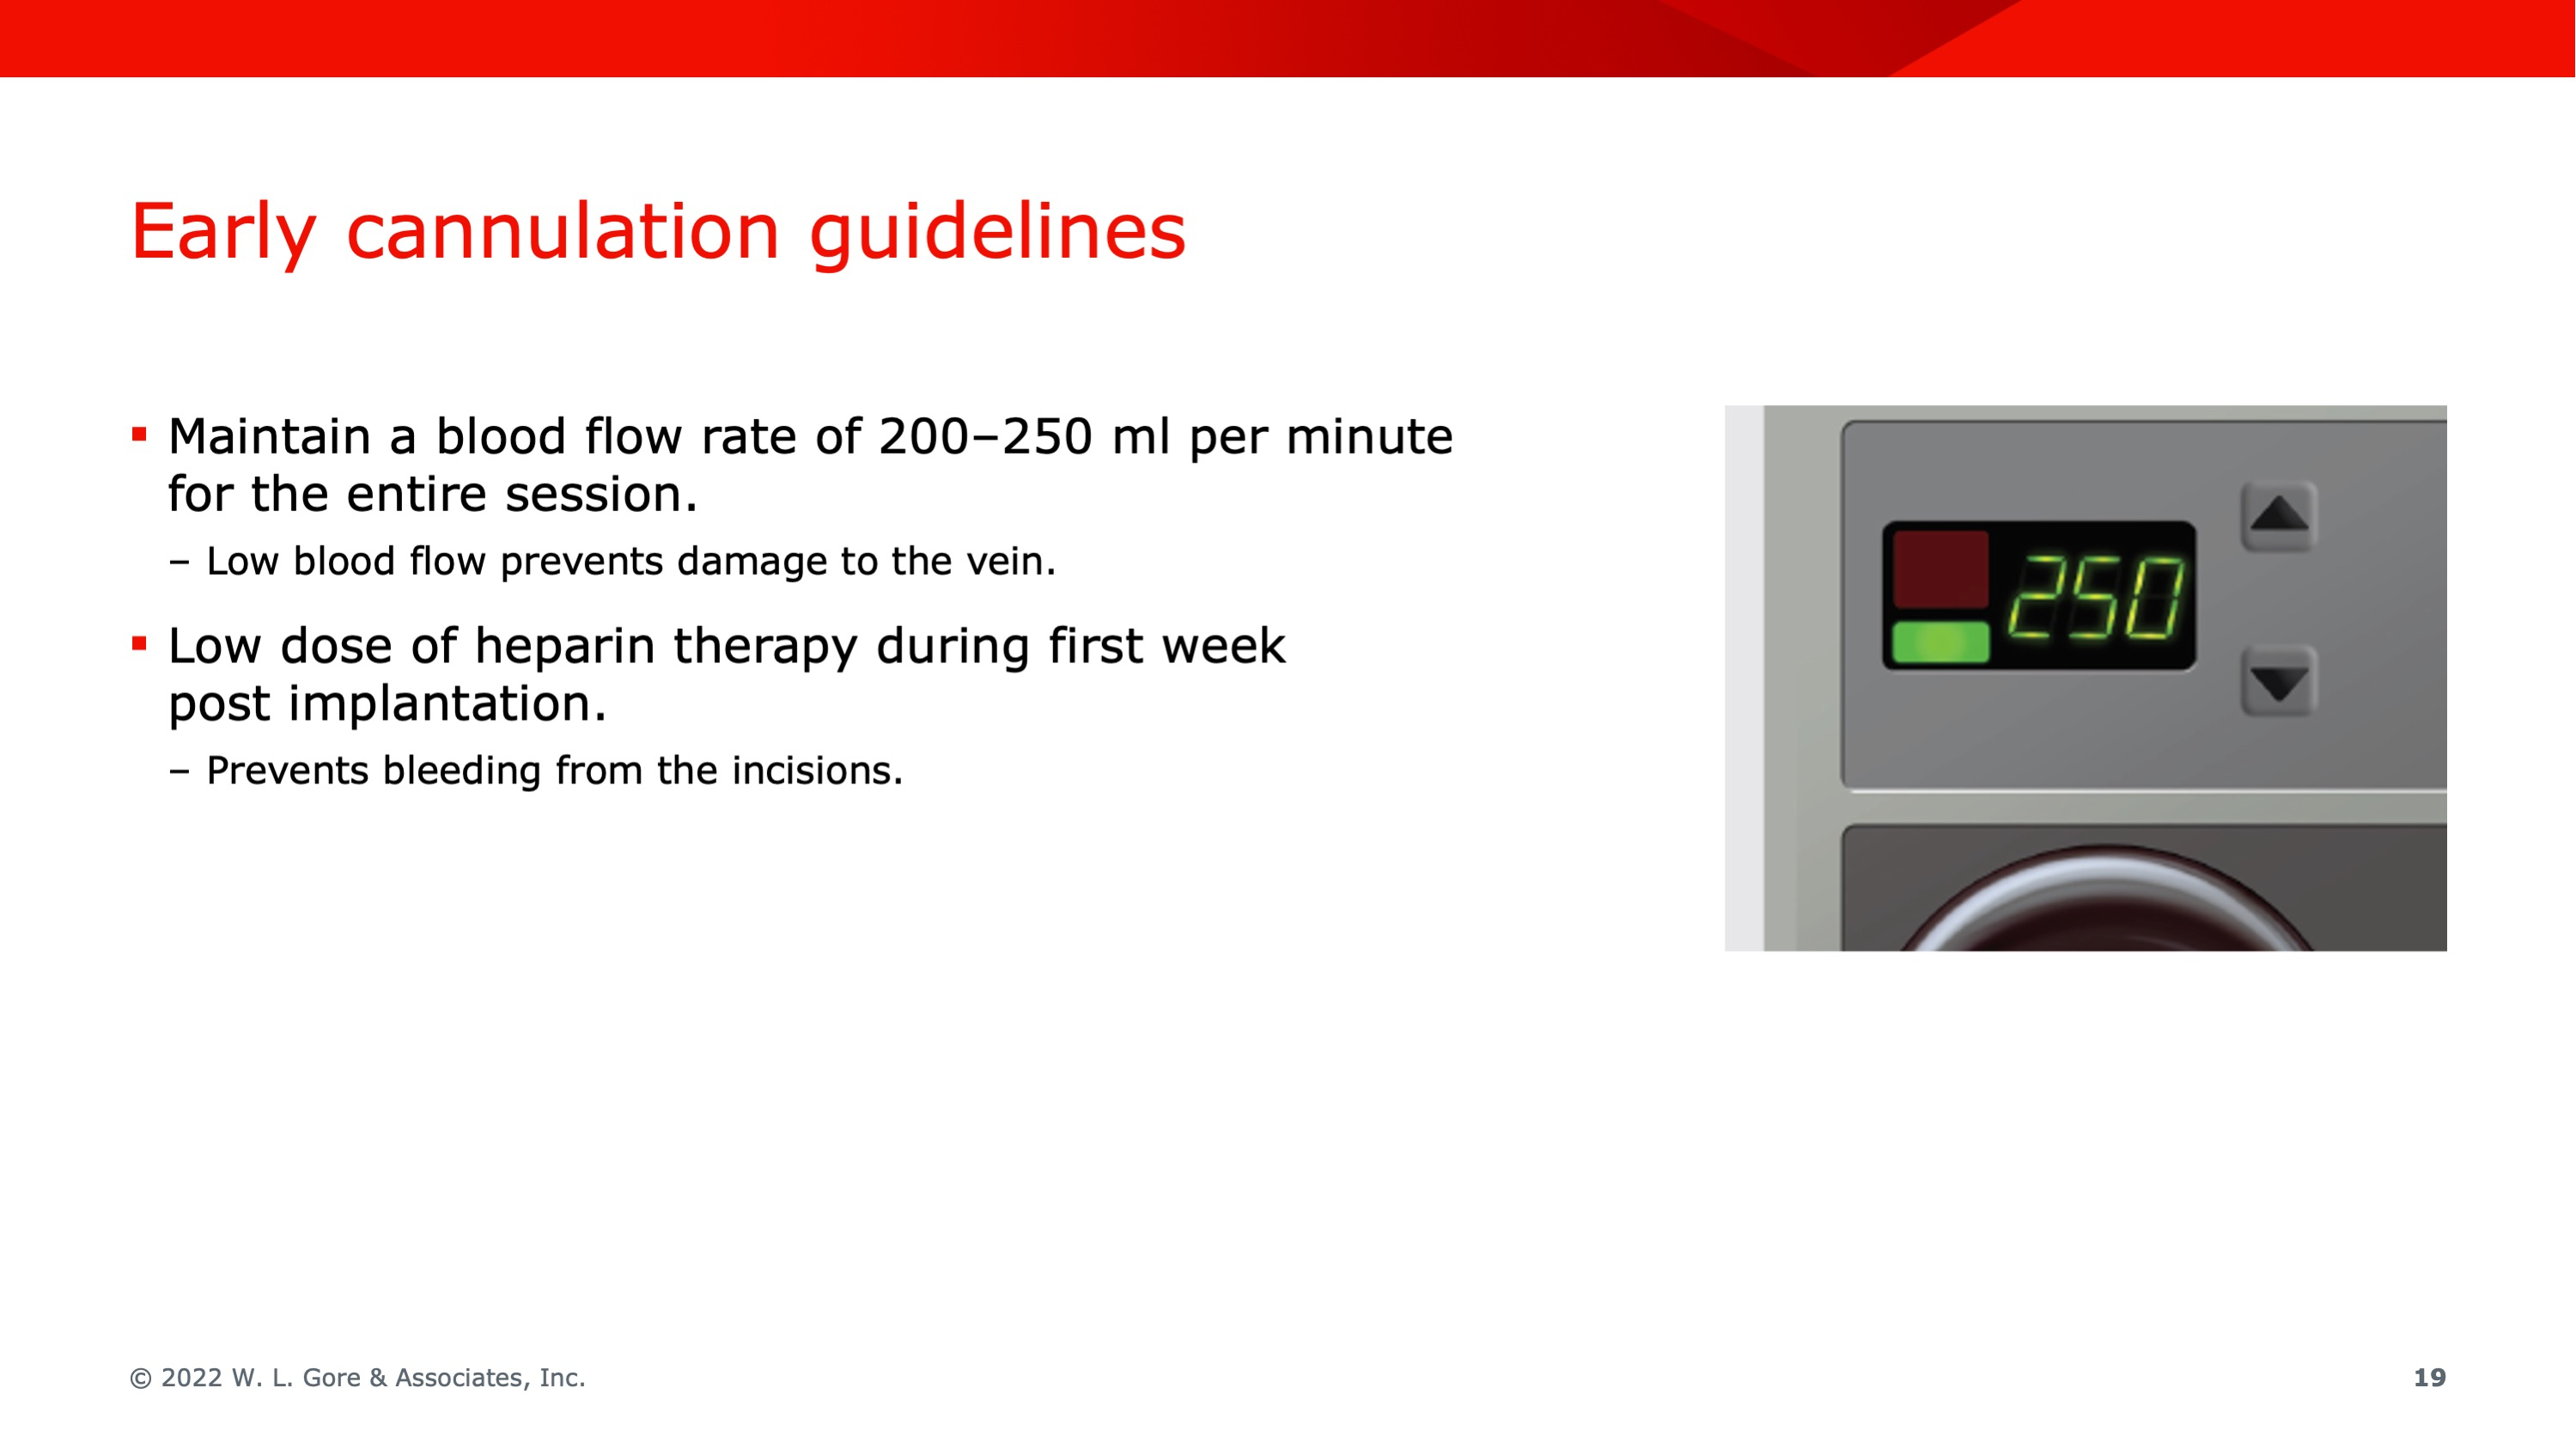 Early cannulation guidelines
▪ Maintain a blood flow rate of 200–250 ml per minute
for the entire session.
– Low blood flow prevents damage to the vein.
▪ Low dose of heparin therapy during first week
post implantation.
– Prevents bleeding from the incisions.
250
© 2022 W. L. Gore & Associates, Inc.
19